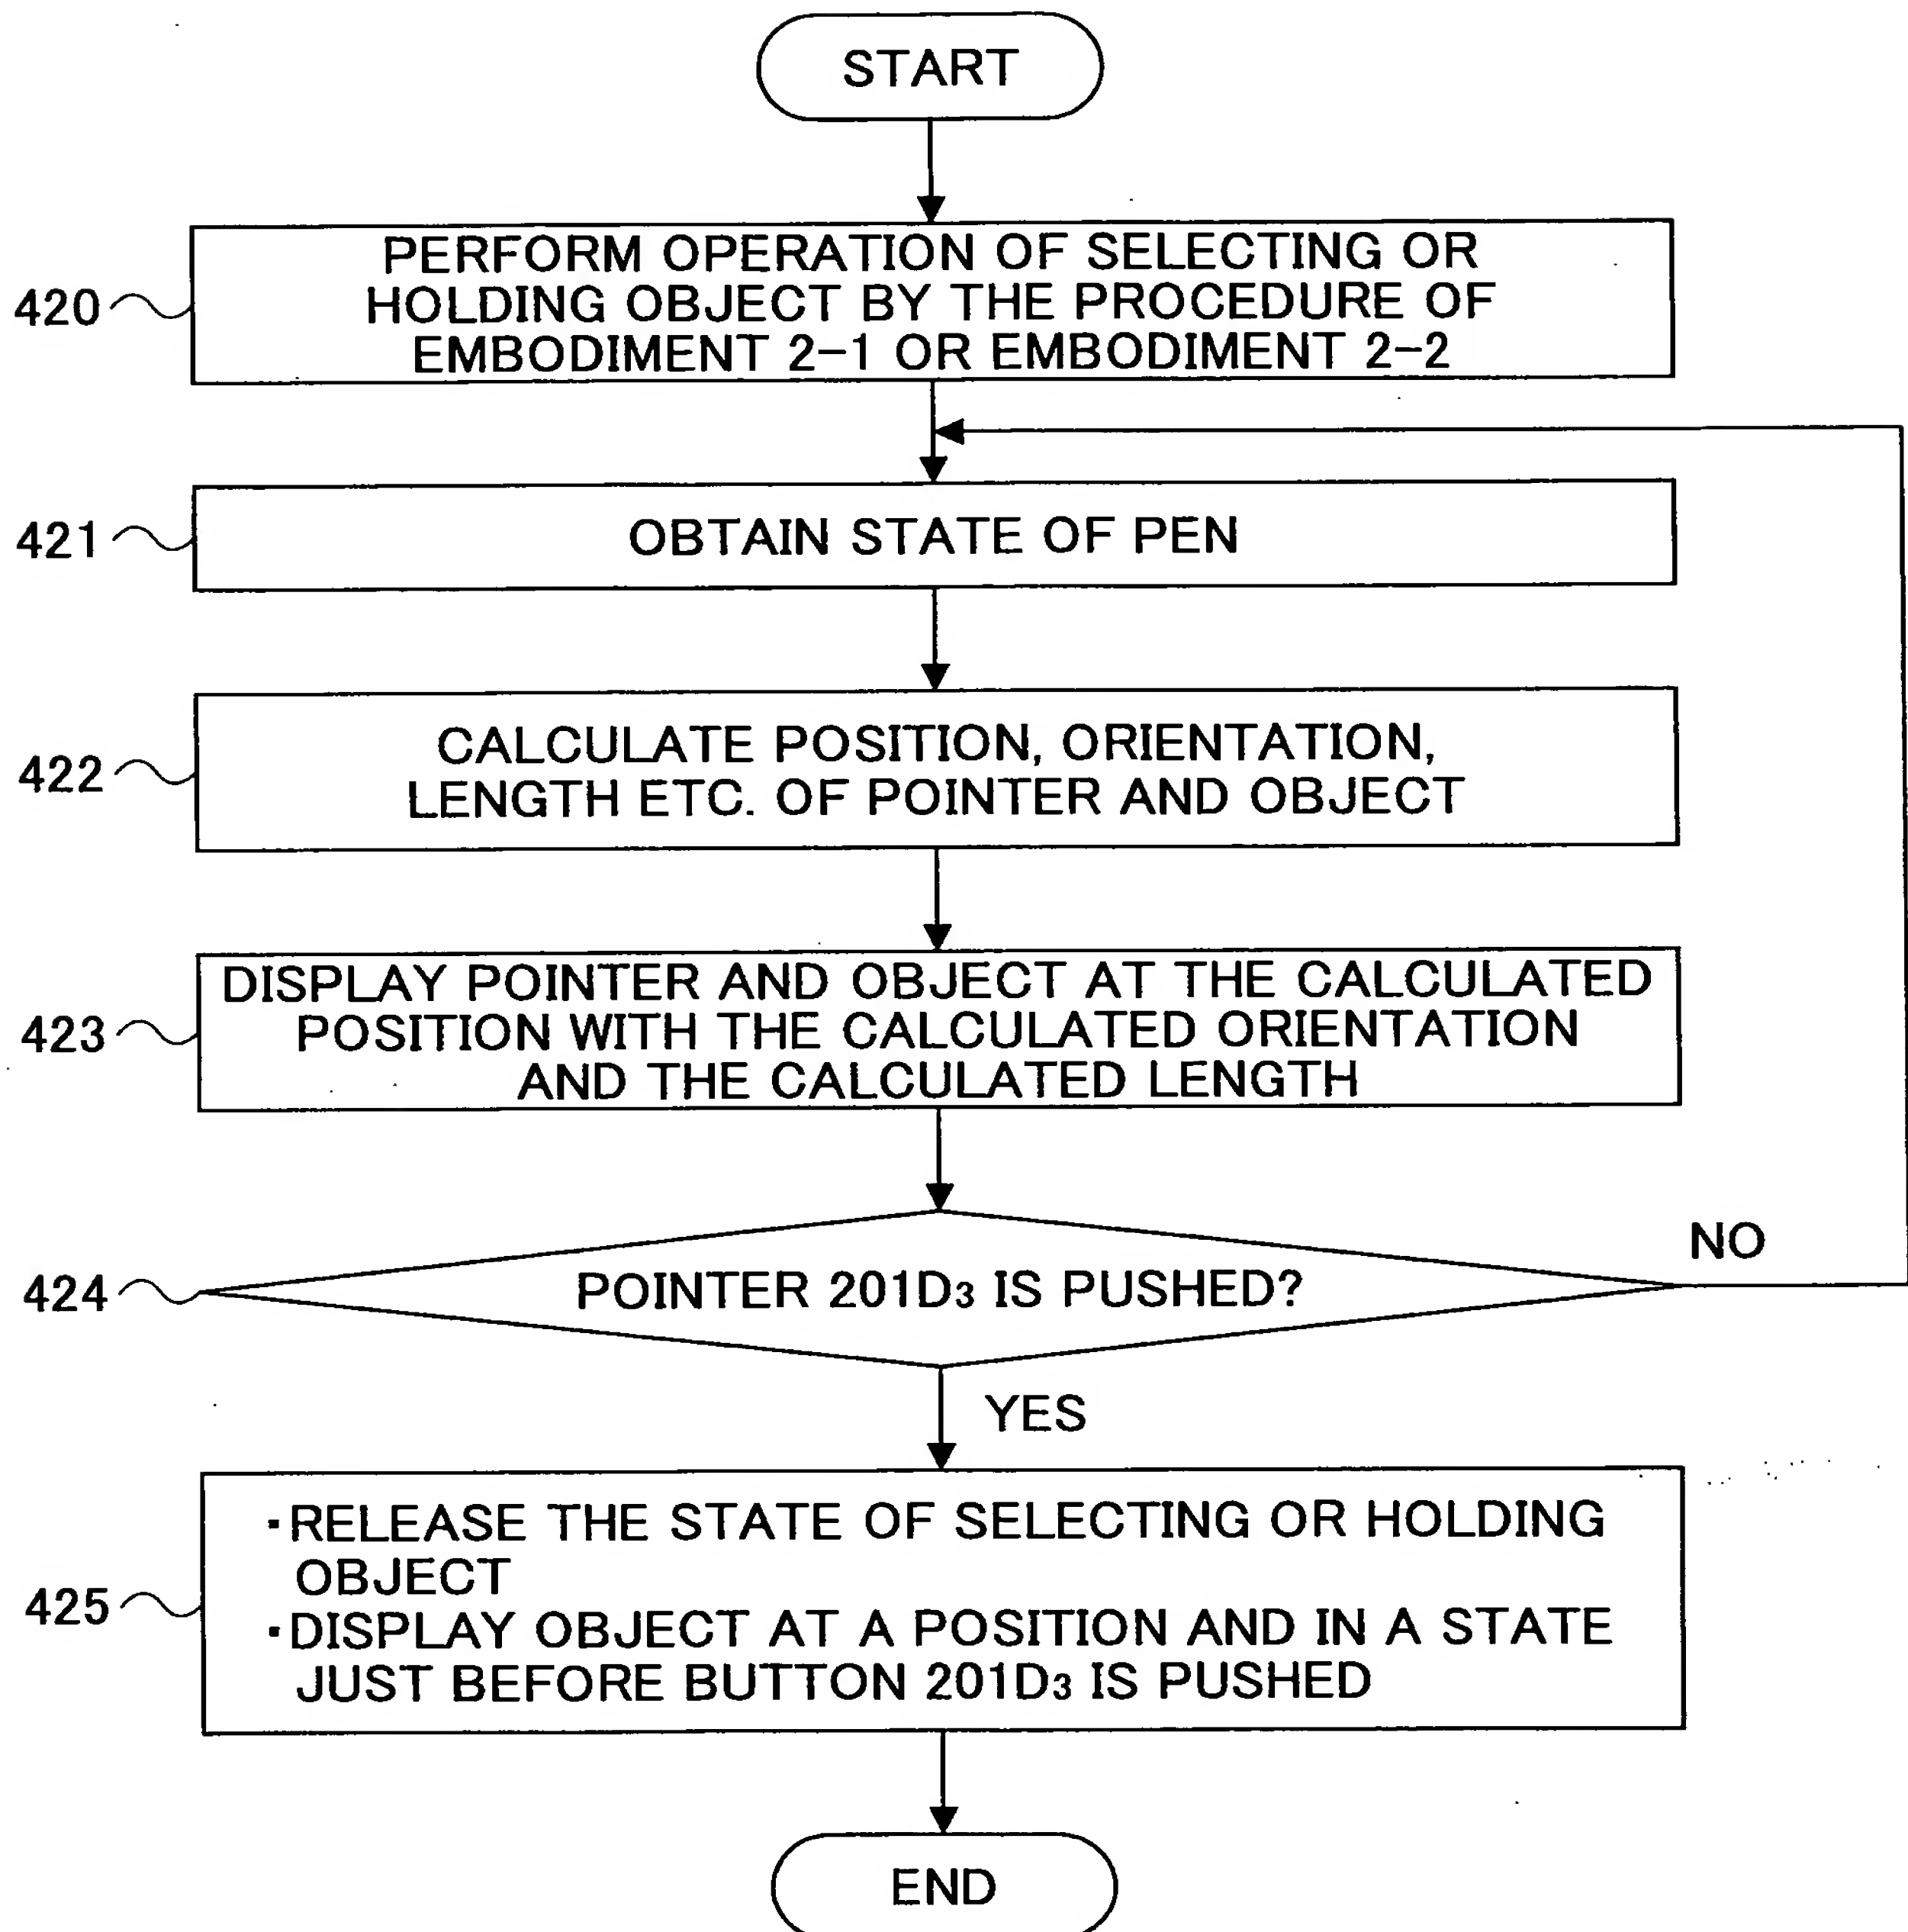 START
420
PERFORM OPERATION OF SELECTING OR
HOLDING OBJECT BY THE PROCEDURE OF
EMBODIMENT 2-1 OR EMBODIMENT 2-2
421
OBTAIN STATE OF PEN
422
CALCULATE POSITION, ORIENTATION,
LENGTH ETC. OF POINTER AND OBJECT
423
DISPLAY POINTER AND OBJECT AT THE CALCULATED
POSITION WITH THE CALCULATED ORIENTATION
AND THE CALCULATED LENGTH
424
POINTER 201D₃ IS PUSHED?
NO
YES
425
・RELEASE THE STATE OF SELECTING OR HOLDING
OBJECT
・DISPLAY OBJECT AT A POSITION AND IN A STATE
JUST BEFORE BUTTON 201D₃ IS PUSHED
END